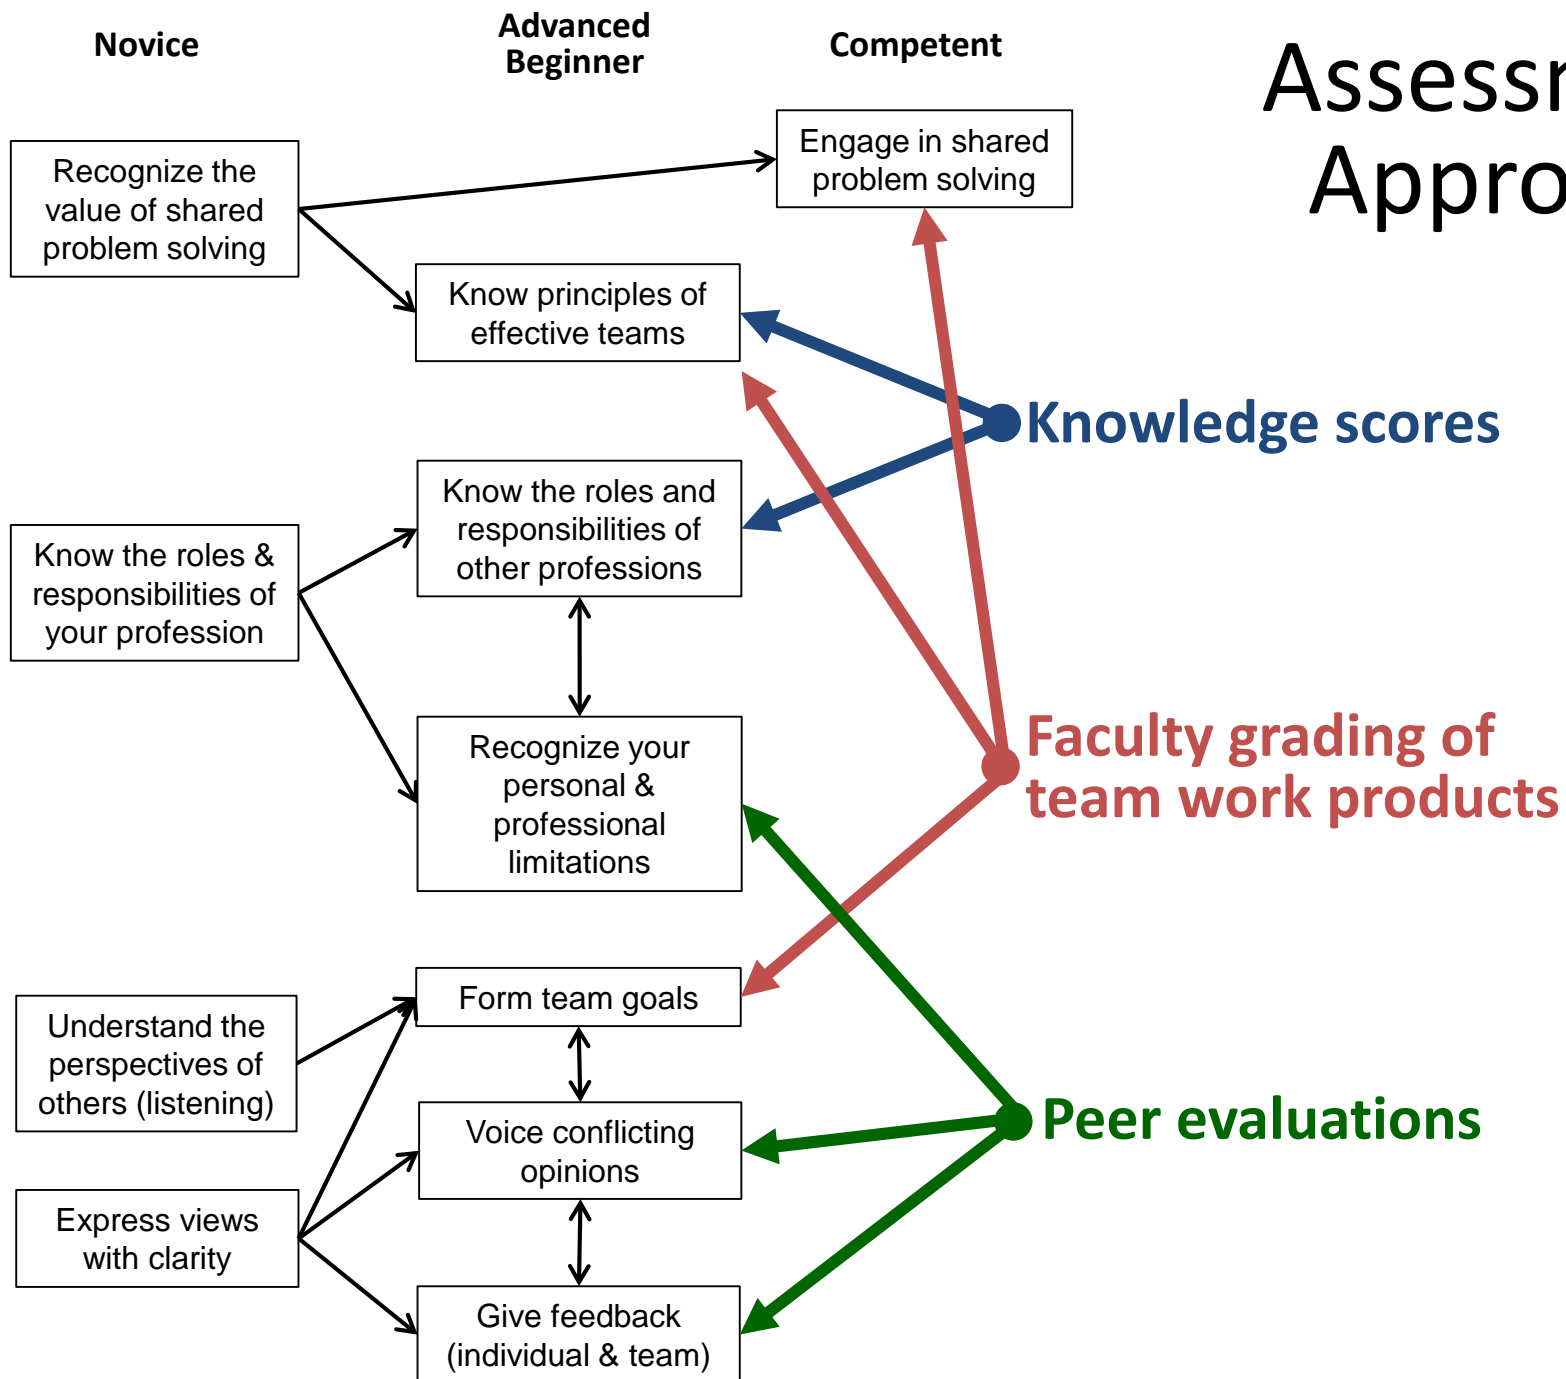 Novice
Advanced
Beginner
Competent
Assessm
Appro
Recognize the
value of shared
problem solving
Engage in shared
problem solving
Know principles of
effective teams
Knowledge scores
Know the roles and
responsibilities of
other professions
Know the roles &
responsibilities of
your profession
Recognize your
personal &
professional
limitations
Faculty grading of
team work products
Form team goals
Understand the
perspectives of
others (listening)
Voice conflicting
opinions
Peer evaluations
Express views
with clarity
Give feedback
(individual & team)